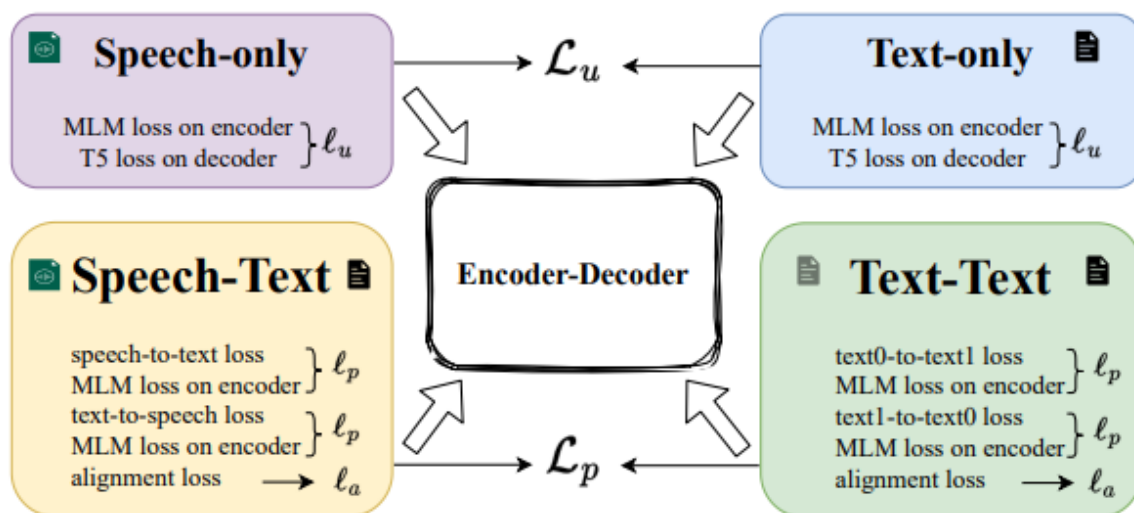 Speech-only
MLM loss on encoder
T5 loss on decoder
ℓu
ℒu
Text-only
MLM loss on encoder
T5 loss on decoder
ℓu
Encoder-Decoder
Speech-Text
speech-to-text loss
MLM loss on encoder
ℓp
text-to-speech loss
MLM loss on encoder
ℓp
alignment loss
ℓa
ℒp
Text-Text
text0-to-text1 loss
MLM loss on encoder
ℓp
text1-to-text0 loss
MLM loss on encoder
ℓp
alignment loss
ℓa